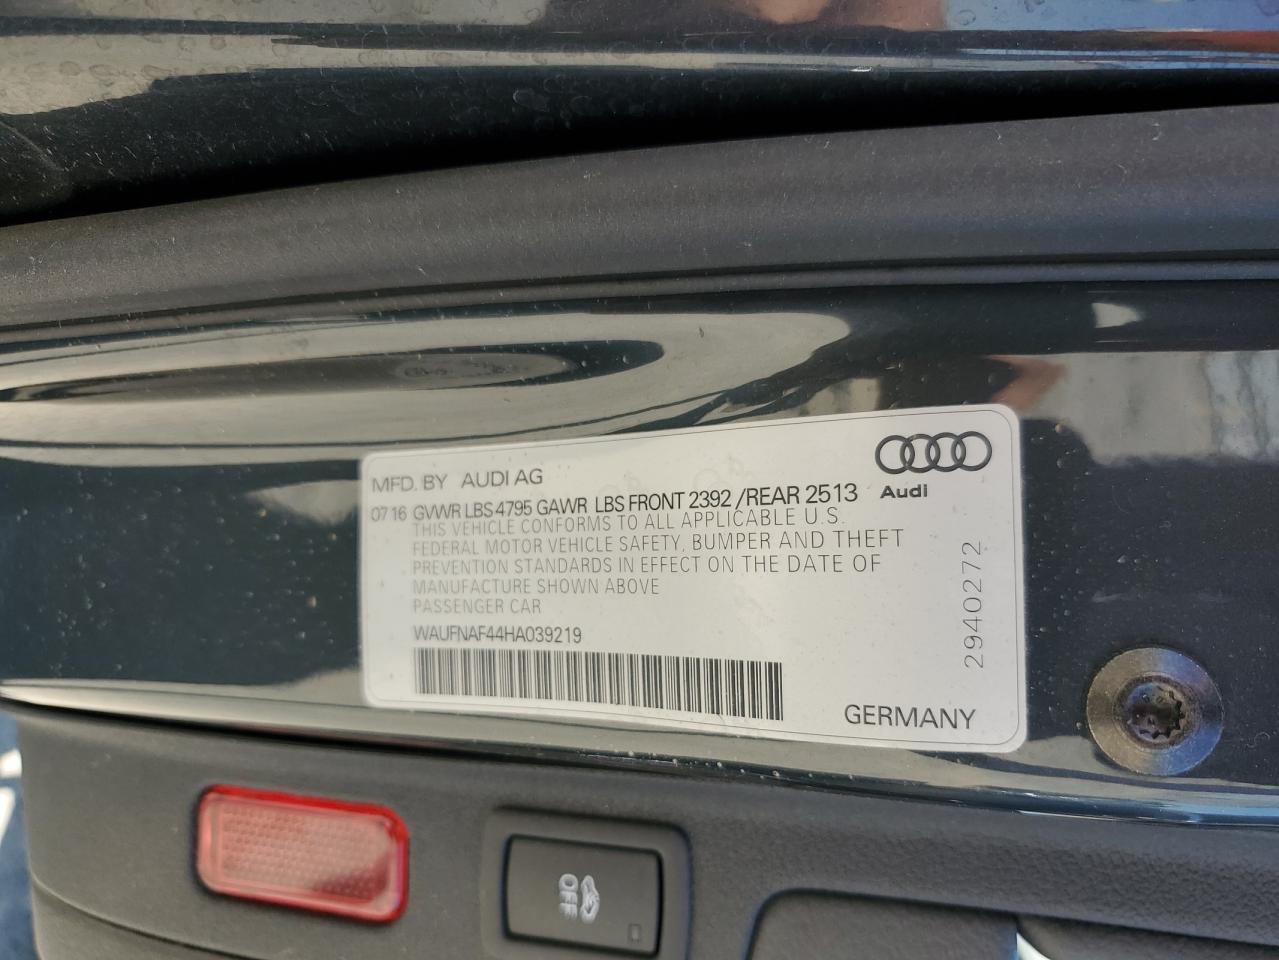 MFD. BY AUDI AG
Audi
07 16 GVWR LBS 4795 GAWR LBS FRONT 2392 /REAR 2513
THIS VEHICLE CONFORMS TO ALL APPLICABLE U.S.
FEDERAL MOTOR VEHICLE SAFETY, BUMPER AND THEFT
PREVENTION STANDARDS IN EFFECT ON THE DATE OF
MANUFACTURE SHOWN ABOVE
PASSENGER CAR
WAUFNAF44HA039219
2940272
GERMANY
OFF